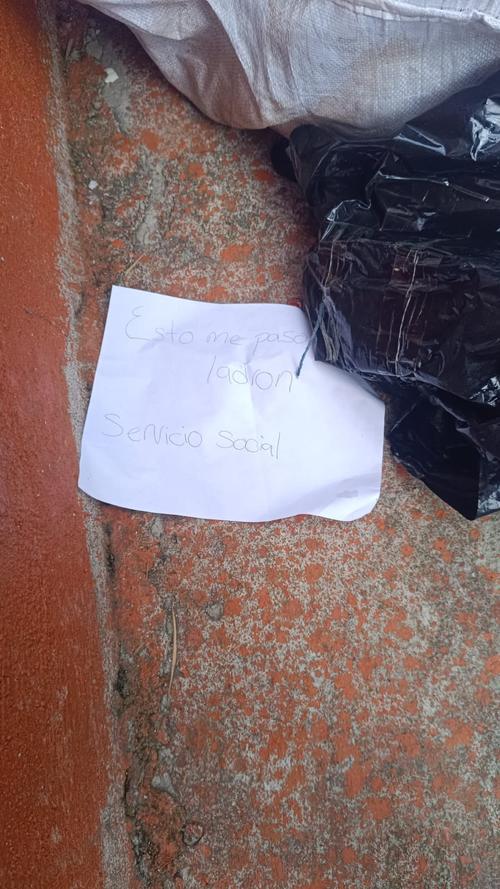 Esto me paso
ladron
Servicio Social